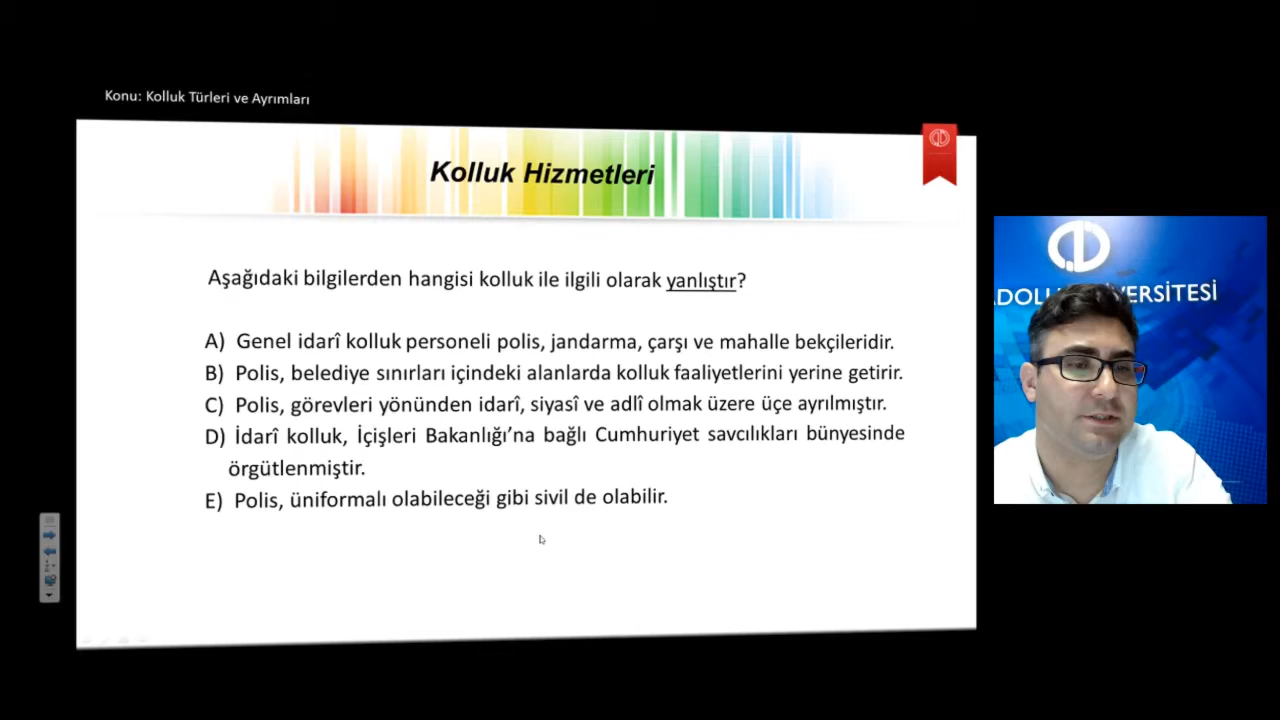 Konu: Kolluk Türleri ve Ayrımları
Kolluk Hizmetleri
Aşağıdaki bilgilerden hangisi kolluk ile ilgili olarak yanlıştır?
A) Genel idarî kolluk personeli polis, jandarma, çarşı ve mahalle bekçileridir.
B) Polis, belediye sınırları içindeki alanlarda kolluk faaliyetlerini yerine getirir.
C) Polis, görevleri yönünden idarî, siyasî ve adlî olmak üzere üçe ayrılmıştır.
D) İdarî kolluk, İçişleri Bakanlığı’na bağlı Cumhuriyet savcılıkları bünyesinde
örgütlenmiştir.
E) Polis, üniformalı olabileceği gibi sivil de olabilir.
ADOLU İVERSİTESİ